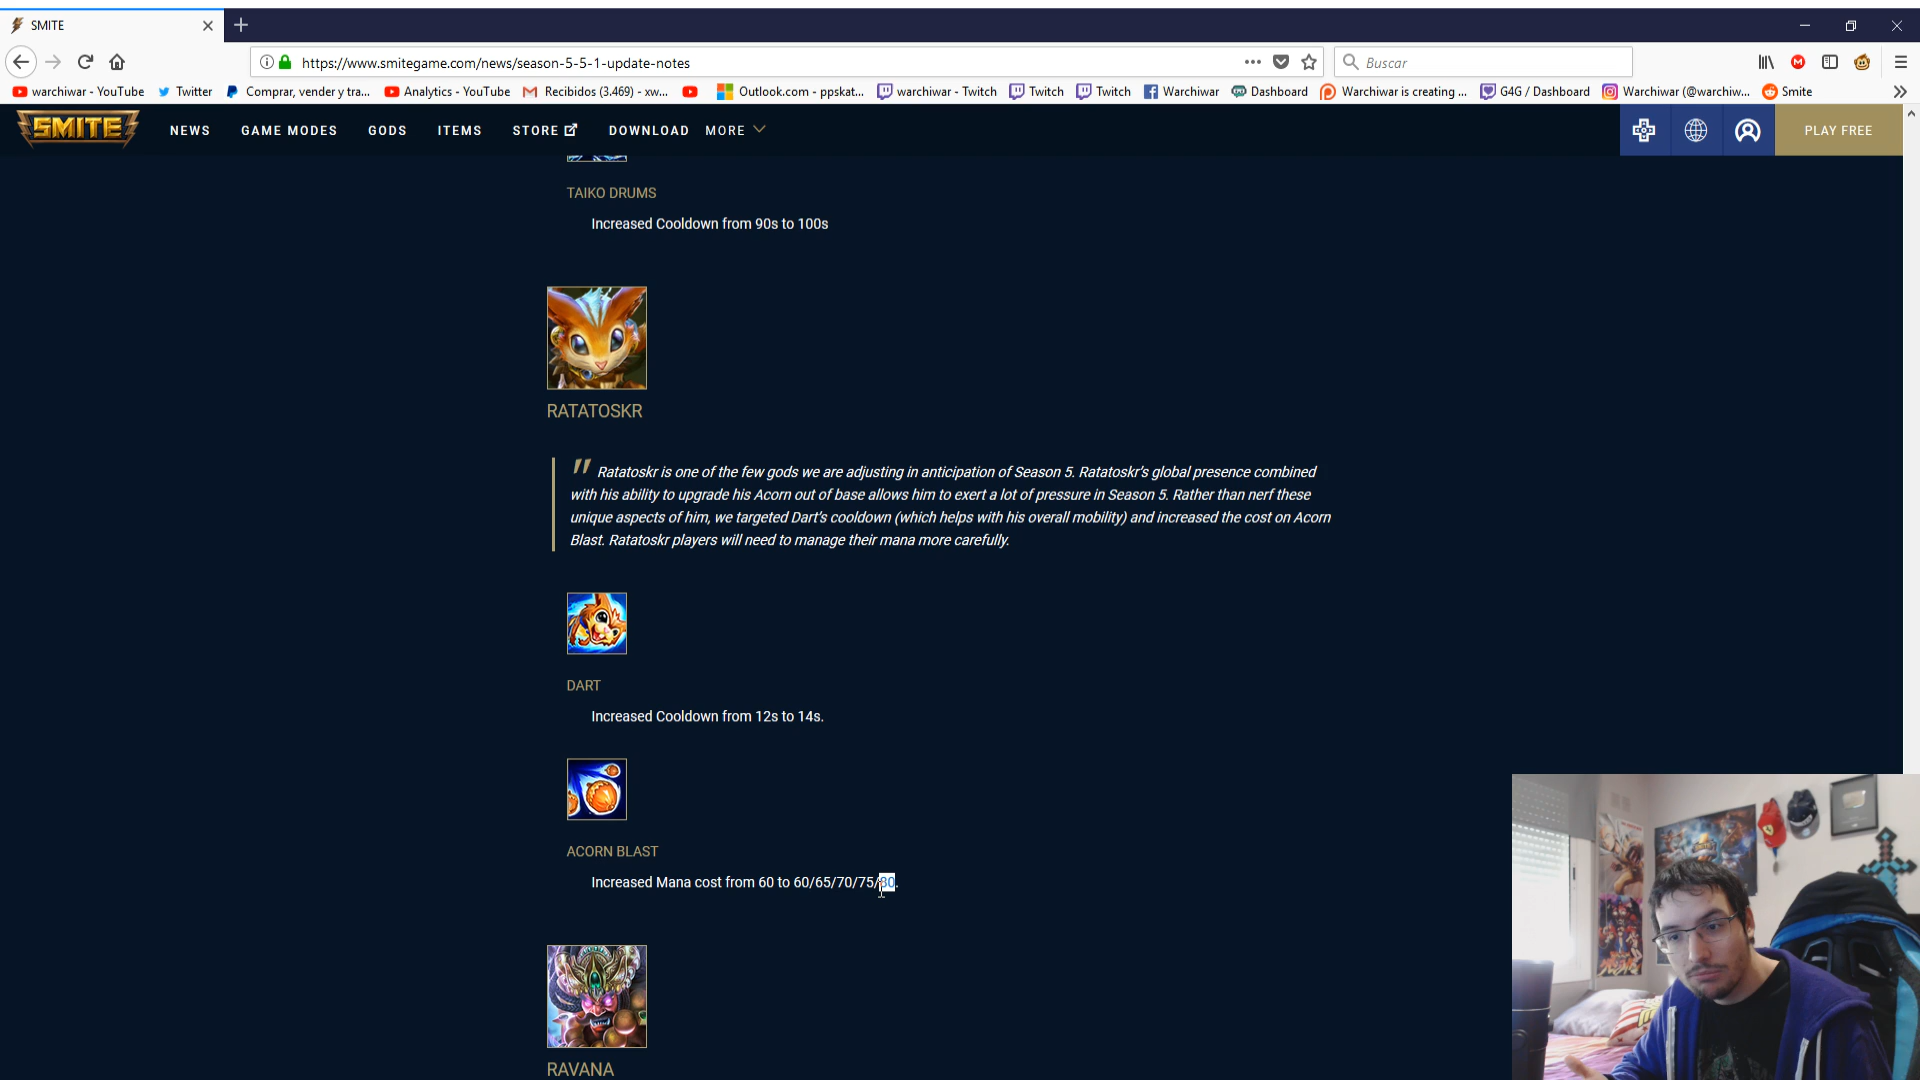 SMITE
https://www.smitegame.com/news/season-5-5-1-update-notes
Buscar
warchiwar - YouTube
Twitter
Comprar, vender y tra...
Analytics - YouTube
Recibidos (3.469) - xw...
Outlook.com - ppskat...
warchiwar - Twitch
Twitch
Twitch
Warchiwar
Dashboard
Warchiwar is creating ...
G4G / Dashboard
Warchiwar (@warchiw...
Smite
SMITE
NEWS
GAME MODES
GODS
ITEMS
STORE
DOWNLOAD
MORE
PLAY FREE
TAIKO DRUMS
Increased Cooldown from 90s to 100s
RATATOSKR
" Ratatoskr is one of the few gods we are adjusting in anticipation of Season 5. Ratatoskr's global presence combined
with his ability to upgrade his Acorn out of base allows him to exert a lot of pressure in Season 5. Rather than nerf these
unique aspects of him, we targeted Dart's cooldown (which helps with his overall mobility) and increased the cost on Acorn
Blast. Ratatoskr players will need to manage their mana more carefully.
DART
Increased Cooldown from 12s to 14s.
ACORN BLAST
Increased Mana cost from 60 to 60/65/70/75/80.
RAVANA